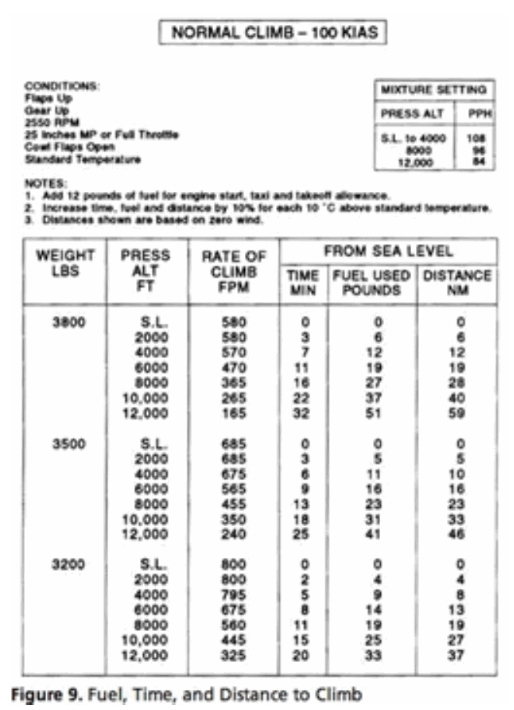 NORMAL CLIMB – 100 KIAS
CONDITIONS:
Flaps Up
Gear Up
2550 RPM
25 Inches MP or Full Throttle
Cowl Flaps Open
Standard Temperature
MIXTURE SETTING
PRESS ALT PPH
S.L. to 4000 108
8000 96
12,000 84
NOTES:
1. Add 12 pounds of fuel for engine start, taxi and takeoff allowance.
2. Increase time, fuel and distance by 10% for each 10 °C above standard temperature.
3. Distances shown are based on zero wind.
WEIGHT LBS PRESS ALT FT RATE OF CLIMB FPM FROM SEA LEVEL
TIME MIN FUEL USED POUNDS DISTANCE NM
3800 S.L. 580 0 0 0
2000 580 3 6 6
4000 570 7 12 12
6000 470 11 19 19
8000 365 16 27 28
10,000 265 22 37 40
12,000 165 32 51 59
3500 S.L. 685 0 0 0
2000 685 3 5 5
4000 675 6 11 10
6000 565 9 16 16
8000 455 13 23 23
10,000 350 18 31 33
12,000 240 25 41 46
3200 S.L. 800 0 0 0
2000 800 2 4 4
4000 795 5 9 8
6000 675 8 14 13
8000 560 11 19 19
10,000 445 15 25 27
12,000 325 20 33 37
Figure 9. Fuel, Time, and Distance to Climb